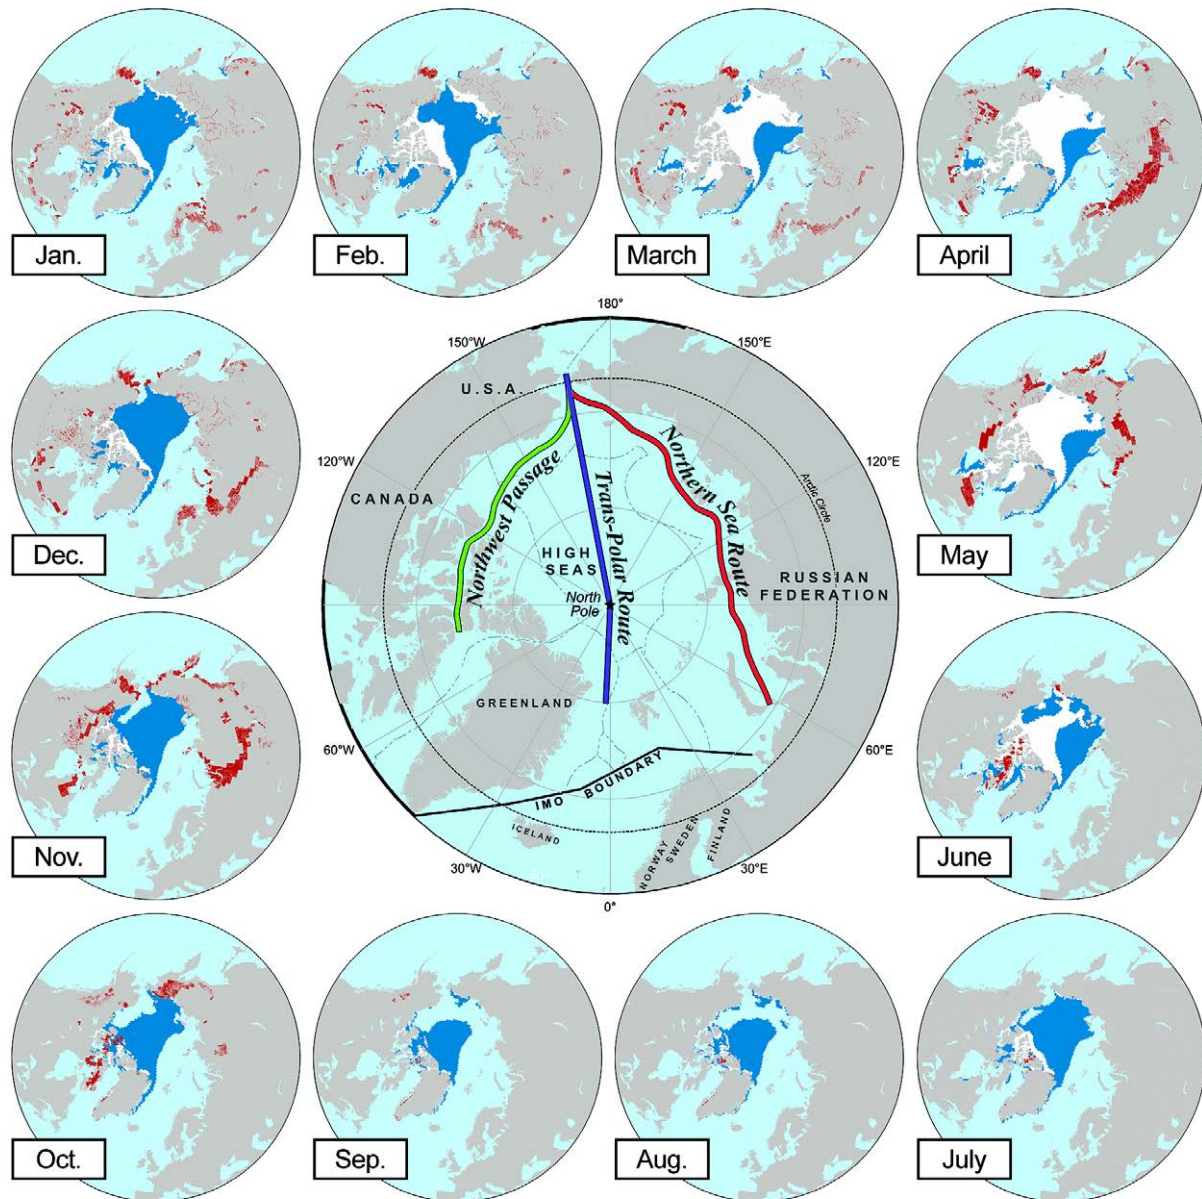 Jan.
Feb.
March
April
180°
150°W
150°E
U.S.A.
120°W
120°E
CANADA
Northwest Passage
Trans-Polar Route
Northern Sea Route
Arctic Circle
HIGH
SEAS
North
Pole
RUSSIAN
FEDERATION
GREENLAND
60°W
60°E
IMO BOUNDARY
ICELAND
NORWAY
SWEDEN
FINLAND
30°W
30°E
0°
Dec.
May
Nov.
June
Oct.
Sep.
Aug.
July